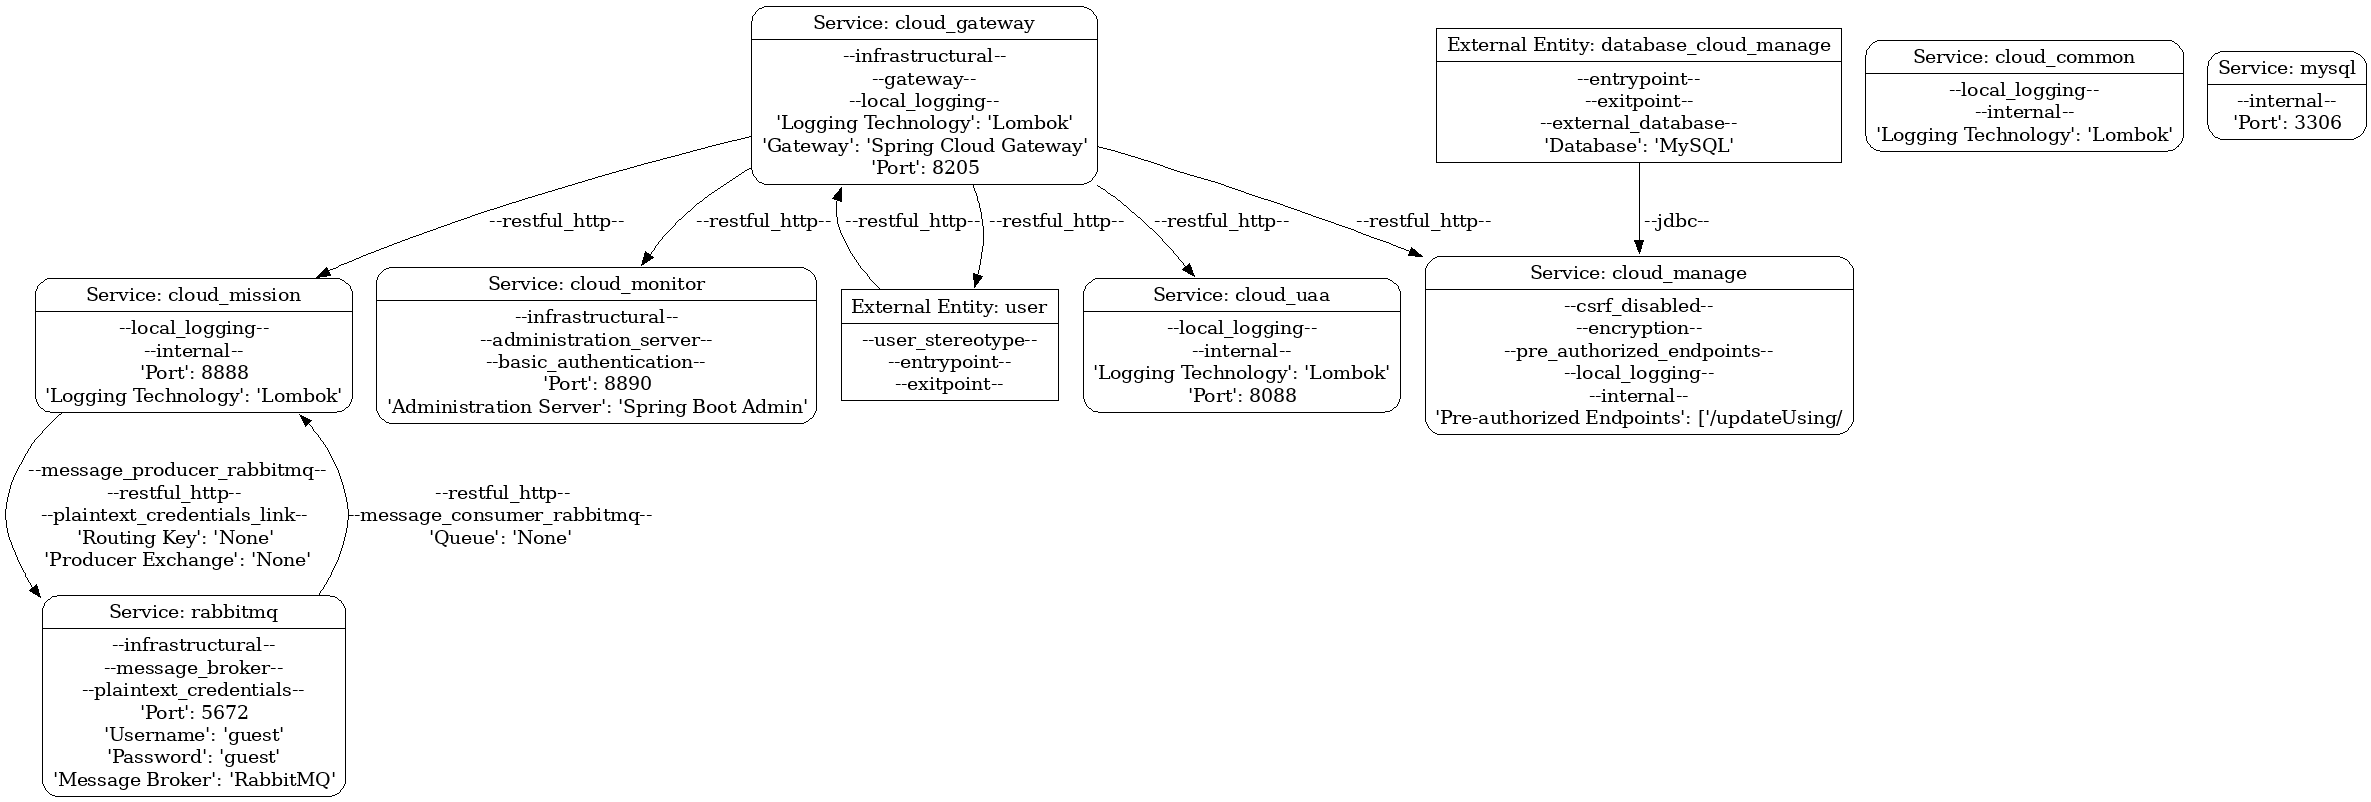 Service: cloud_gateway
--infrastructural--
--gateway--
--local_logging--
'Logging Technology': 'Lombok'
'Gateway': 'Spring Cloud Gateway'
'Port': 8205
External Entity: database_cloud_manage
--entrypoint--
--exitpoint--
--external_database--
'Database': 'MySQL'
Service: cloud_common
--local_logging--
--internal--
'Logging Technology': 'Lombok'
Service: mysql
--internal--
'Port': 3306
--restful_http--
--restful_http--
--restful_http--
--restful_http--
--restful_http--
--restful_http--
--jdbc--
Service: cloud_mission
--local_logging--
--internal--
'Port': 8888
'Logging Technology': 'Lombok'
Service: cloud_monitor
--infrastructural--
--administration_server--
--basic_authentication--
'Port': 8890
'Administration Server': 'Spring Boot Admin'
External Entity: user
--user_stereotype--
--entrypoint--
--exitpoint--
Service: cloud_uaa
--local_logging--
--internal--
'Logging Technology': 'Lombok'
'Port': 8088
Service: cloud_manage
--csrf_disabled--
--encryption--
--pre_authorized_endpoints--
--local_logging--
--internal--
'Pre-authorized Endpoints': ['/updateUsing/
--message_producer_rabbitmq--
--restful_http--
--plaintext_credentials_link--
'Routing Key': 'None'
'Producer Exchange': 'None'
--restful_http--
--message_consumer_rabbitmq--
'Queue': 'None'
Service: rabbitmq
--infrastructural--
--message_broker--
--plaintext_credentials--
'Port': 5672
'Username': 'guest'
'Password': 'guest'
'Message Broker': 'RabbitMQ'